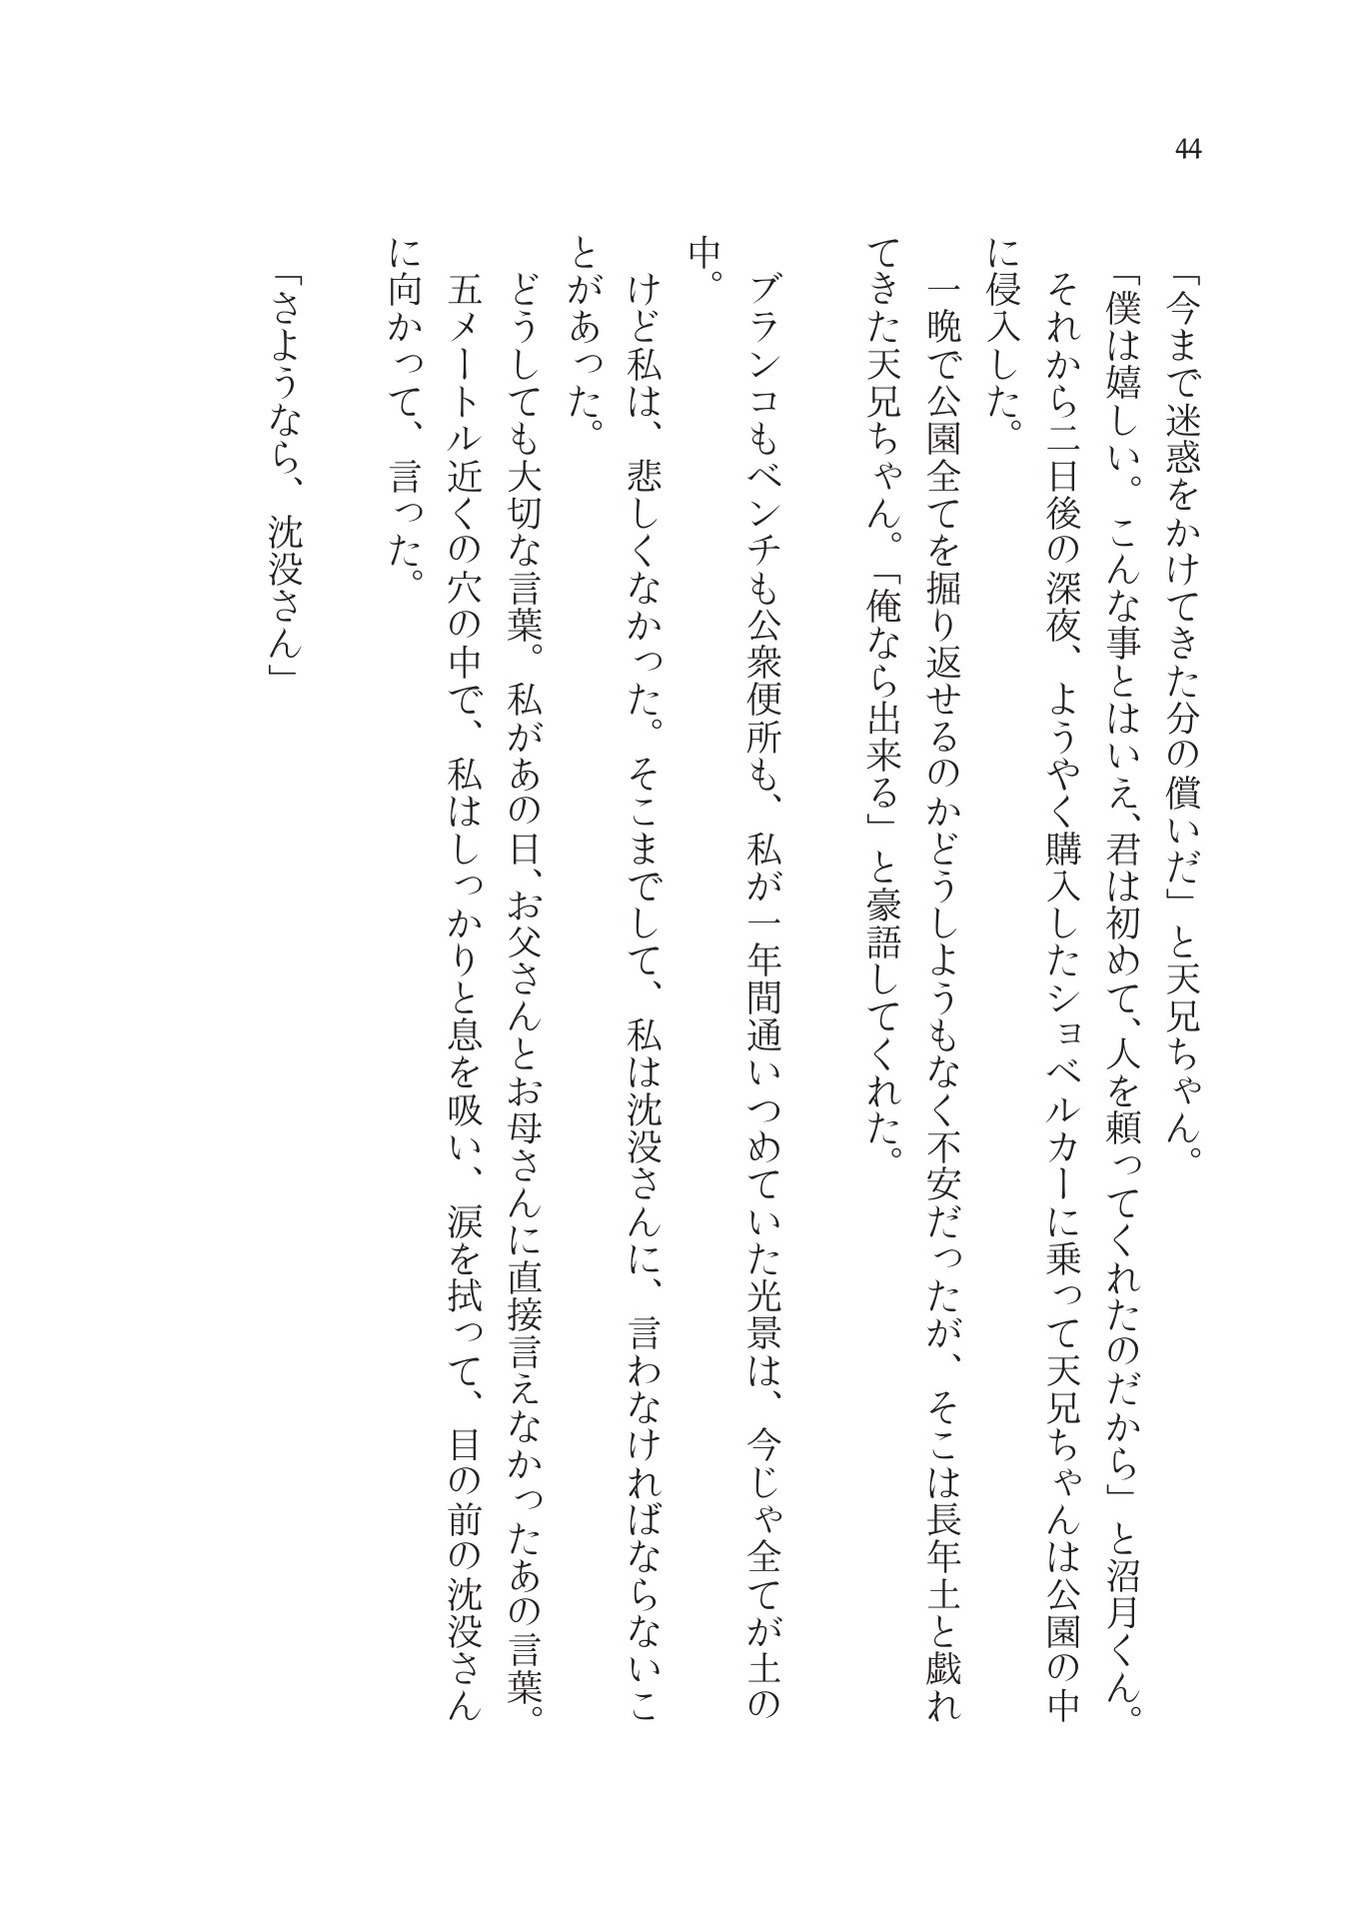 44
「今まで迷惑をかけてきた分の償いだ」と天兄ちゃん。
「僕は嬉しい。こんな事とはいえ、君は初めて、人を頼ってくれたのだから」と沼月くん。
それから二日後の深夜、ようやく購入したショベルカーに乗って天兄ちゃんは公園の中
に侵入した。
一晩で公園全てを掘り返せるのかどうしようもなく不安だったが、そこは長年土と戯れ
てきた天兄ちゃん。「俺なら出来る」と豪語してくれた。
ブランコもベンチも公衆便所も、私が一年間通いつめていた光景は、今じゃ全てが土の
中。
けど私は、悲しくなかった。そこまでして、私は沈没さんに、言わなければならないこ
とがあった。
どうしても大切な言葉。私があの日、お父さんとお母さんに直接言えなかったあの言葉。
五メートル近くの穴の中で、私はしっかりと息を吸い、涙を拭って、目の前の沈没さん
に向かって、言った。
「さようなら、沈没さん」